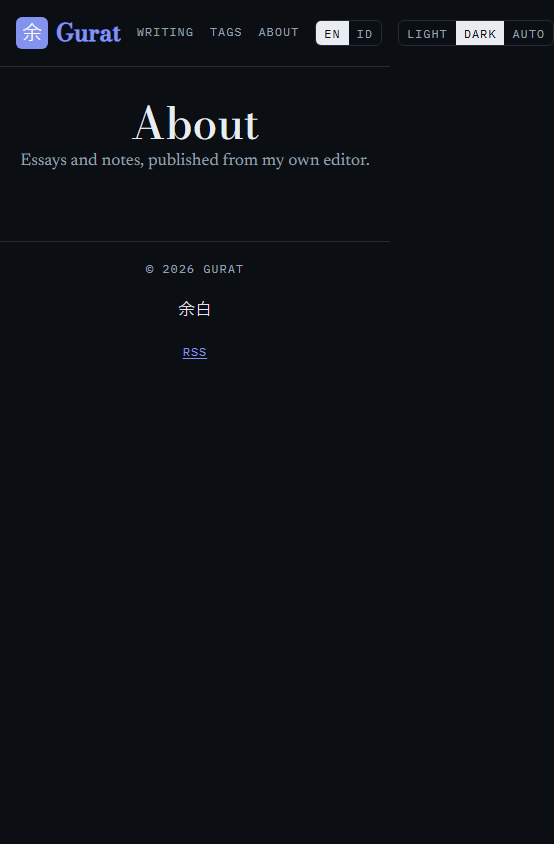 余 Gurat WRITING TAGS ABOUT EN ID LIGHT DARK AUTO
About
Essays and notes, published from my own editor.
© 2026 GURAT
余白
RSS